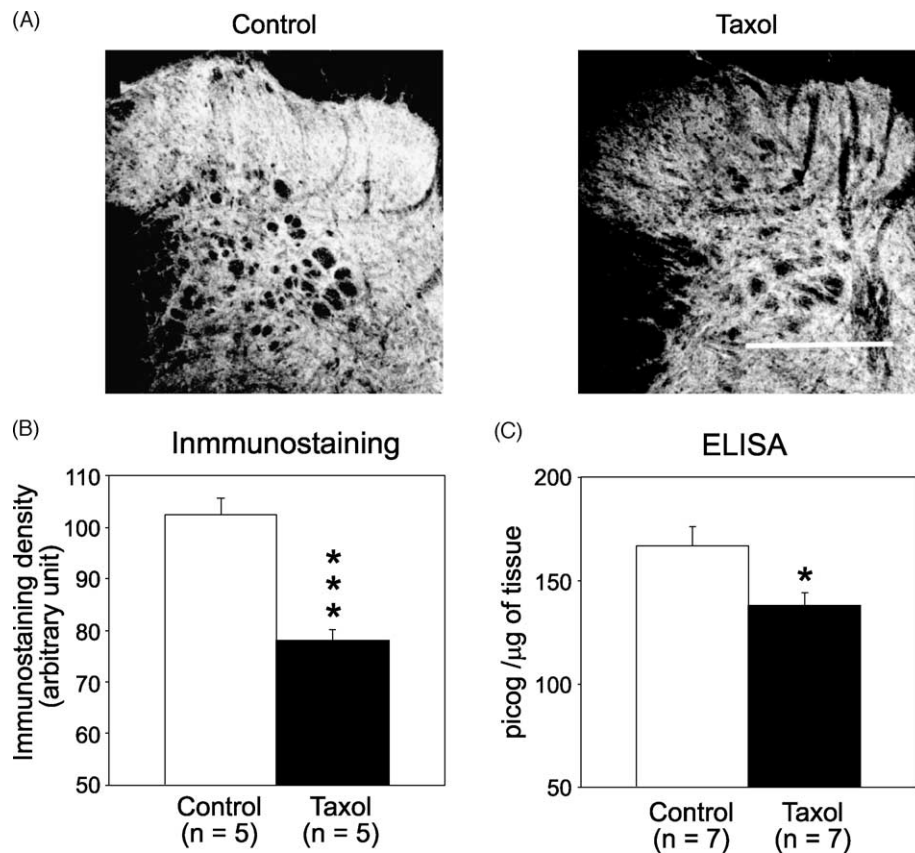 (A)
Control
Taxol
(B)
Inmmunostaining
Immunostaining density
(arbitrary unit)
110
100
90
80
70
60
50
***
Control
(n = 5)
Taxol
(n = 5)
(C)
ELISA
picog /μg of tissue
200
150
100
50
*
Control
(n = 7)
Taxol
(n = 7)